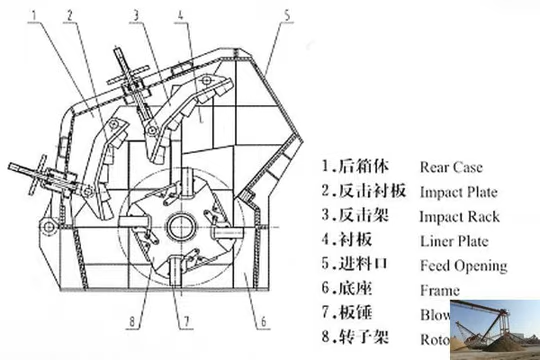 1 2 3 4 5
1.后箱体 Rear Case
2.反击衬板 Impact Plate
3.反击架 Impact Rack
4.衬板 Liner Plate
5.进料口 Feed Opening
6.底座 Frame
7.板锤 Blow
8.转子架 Roto
8 7 6